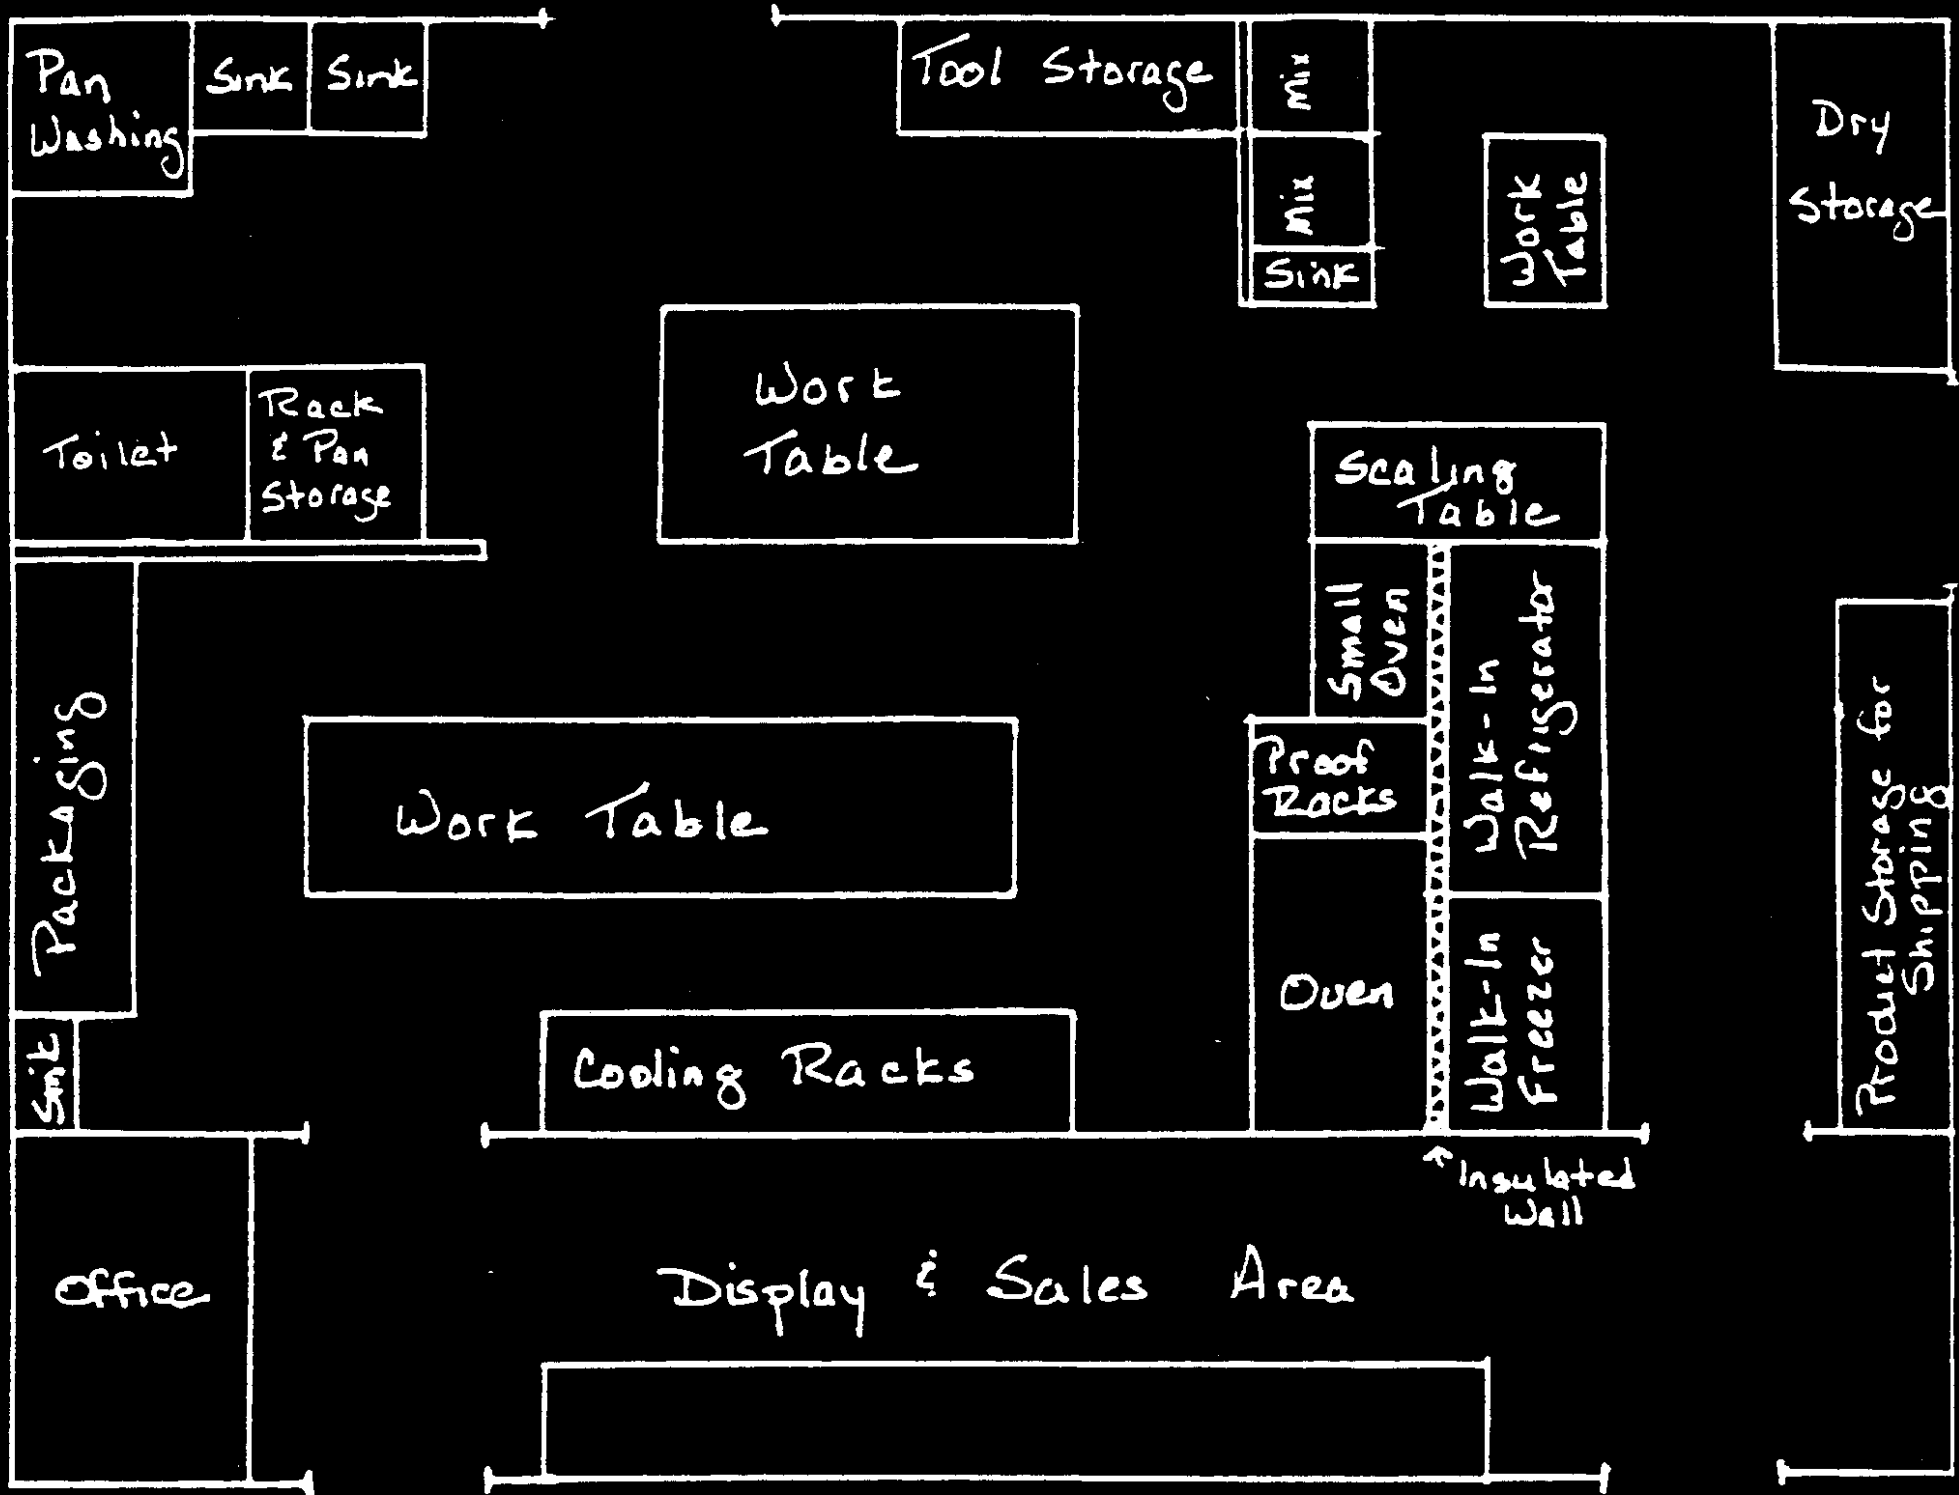 Pan
Washing
Sink
Sink
Tool Storage
Mix
Mix
Sink
Work
Table
Dry
Storage
Toilet
Rack
& Pan
Storage
Work
Table
Scaling
Table
Small
Oven
Walk-In
Refrigerator
Proof
Racks
Packaging
Work Table
Oven
Walk-In
Freezer
Product Storage for
Shipping
Sink
Cooling Racks
Insulated
Wall
Office
Display & Sales Area